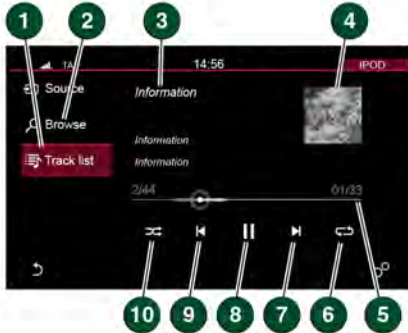 1 2 3 4
TA 14:56 IPOD
Source
Information
Browse
Information
Track list
Information
2/44 01/33
10 9 8 7 6 5